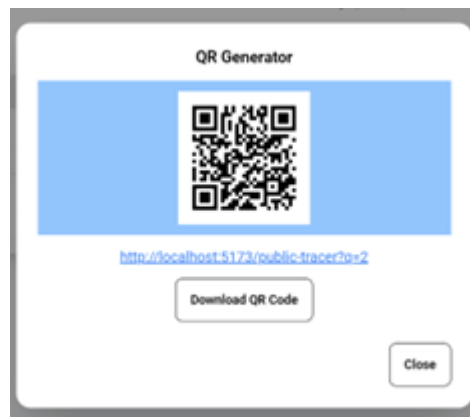 QR Generator
http://localhost:5173/public-tracer?q=2
Download QR Code
Close